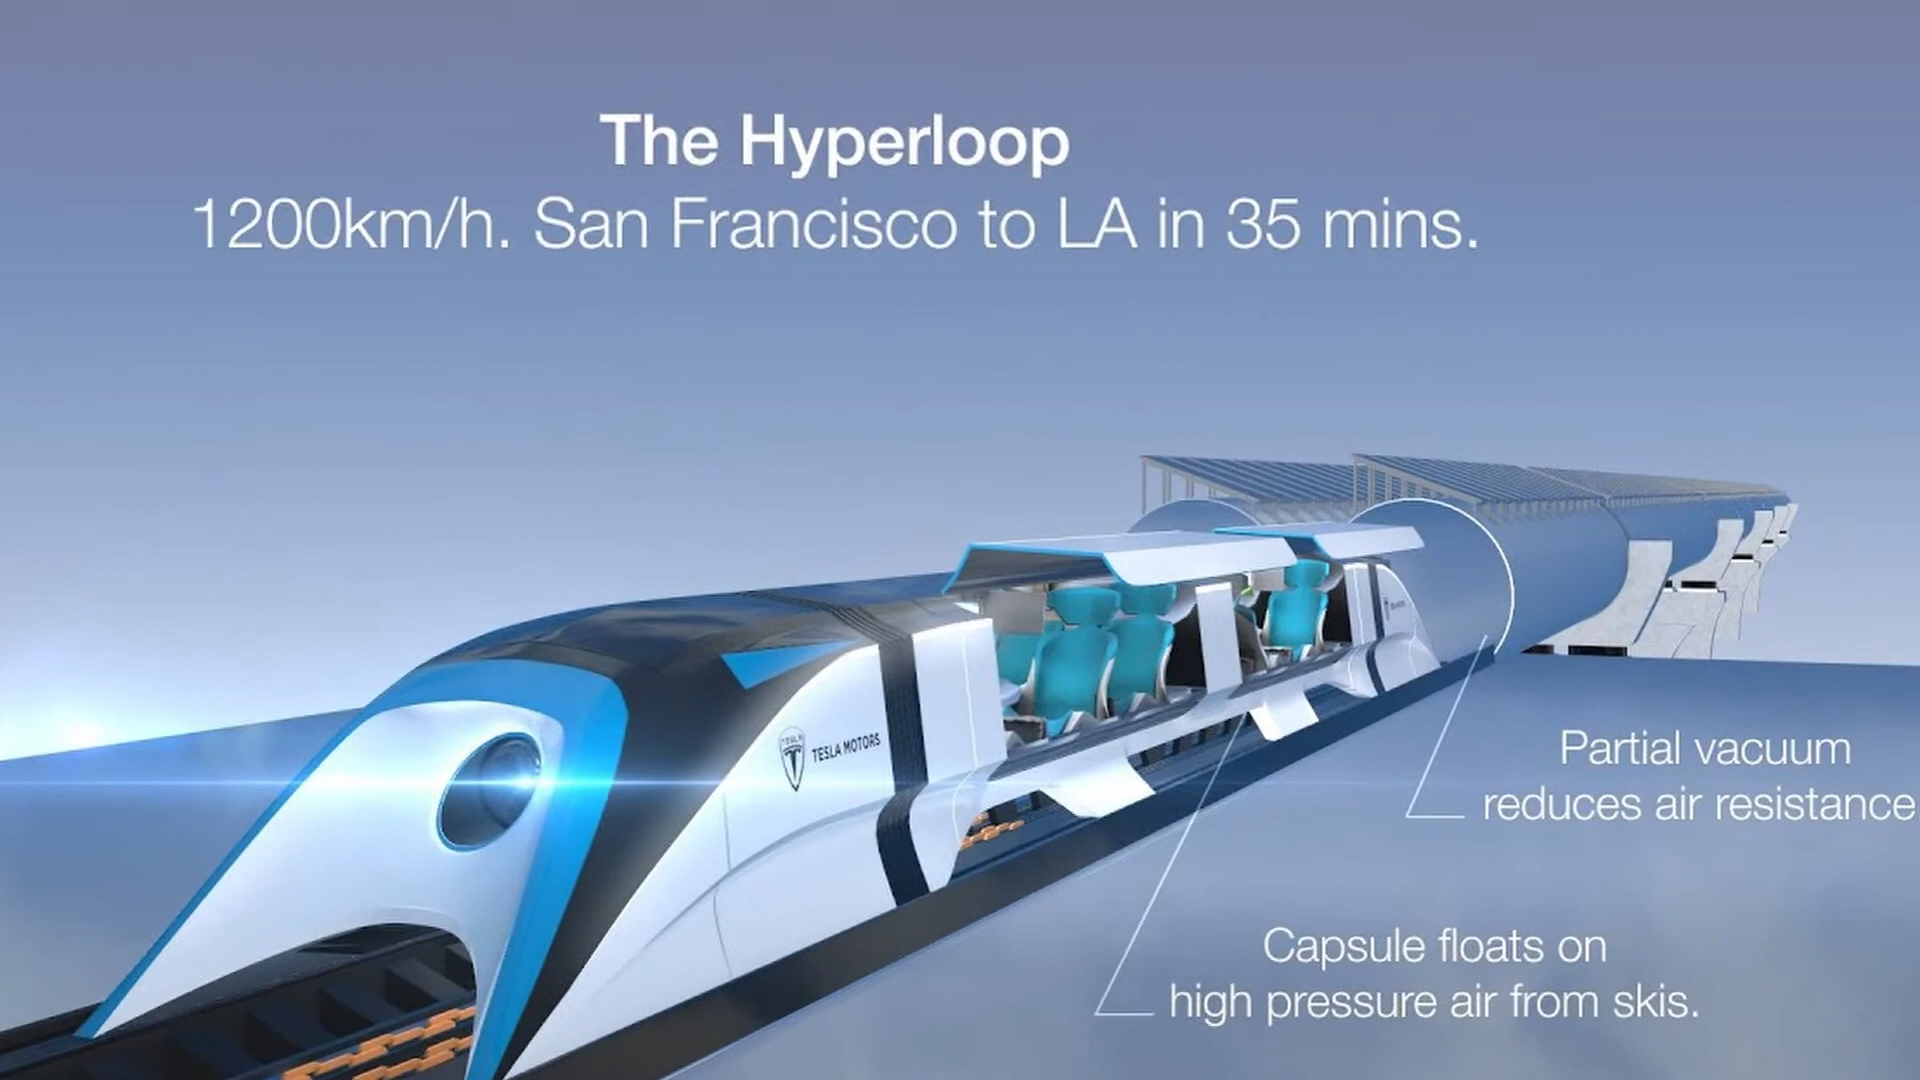 The Hyperloop
1200km/h. San Francisco to LA in 35 mins.
TESLA
TESLA MOTORS
Partial vacuum
reduces air resistance
Capsule floats on
high pressure air from skis.